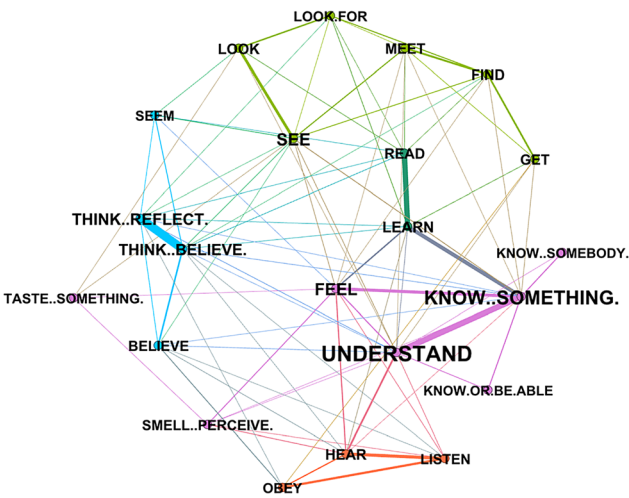 LOOK.FOR
LOOK
MEET
FIND
SEEM
SEE
READ
GET
THINK..REFLECT.
LEARN
THINK..BELIEVE.
KNOW..SOMEBODY.
FEEL
TASTE..SOMETHING.
KNOW..SOMETHING.
BELIEVE
UNDERSTAND
KNOW.OR.BE.ABLE
SMELL..PERCEIVE.
HEAR
LISTEN
OBEY